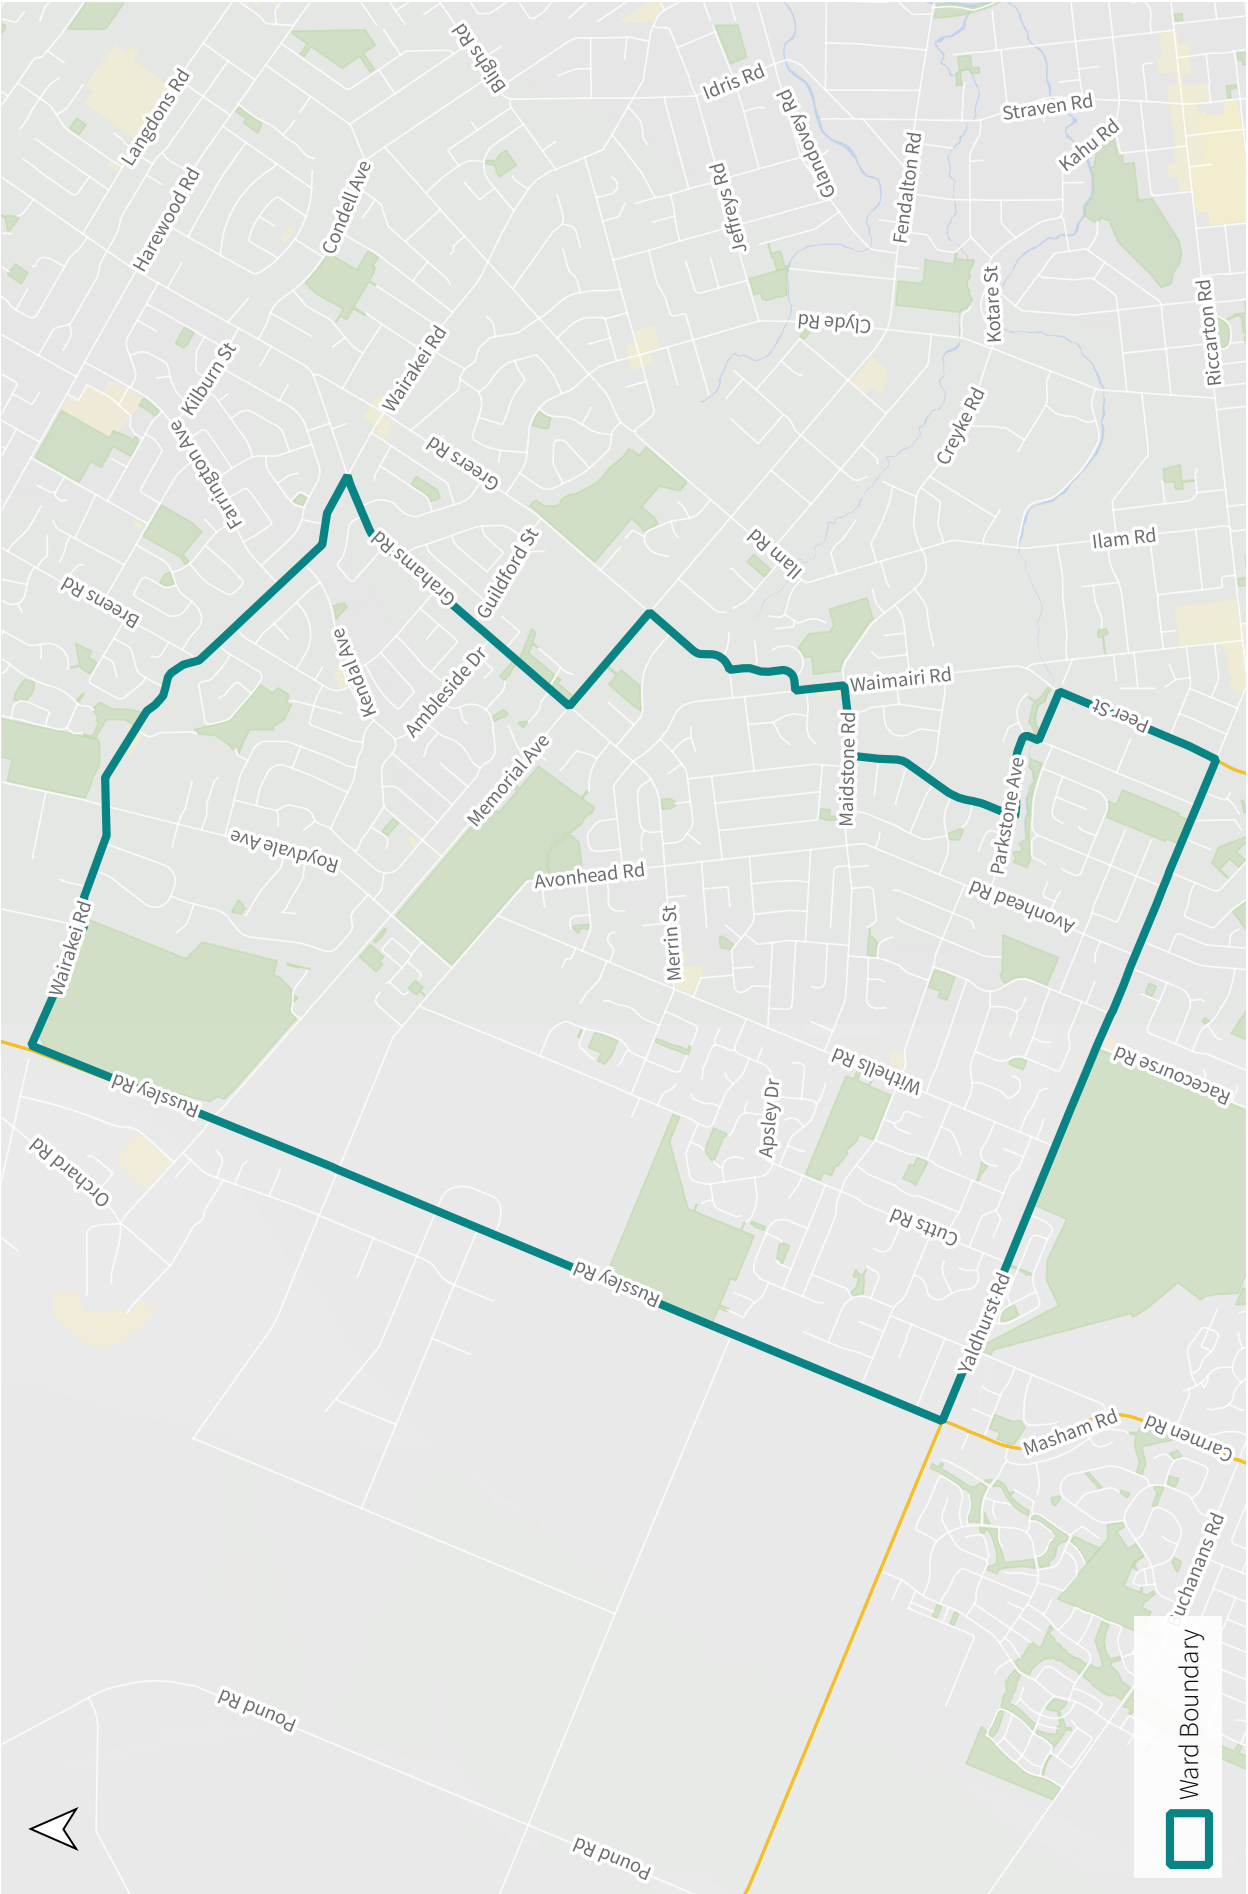 Blighs Rd
Idris Rd
Langdons Rd
Glandovey Rd
Straven Rd
Kahu Rd
Harewood Rd
Condell Ave
Jeffreys Rd
Fendalton Rd
Kotare St
Clyde Rd
Riccarton Rd
Kilburn St
Wairakei Rd
Creyke Rd
Farrington Ave
Greers Rd
Ilam Rd
Ilam Rd
Grahams Rd
Guildford St
Breens Rd
Kendal Ave
Ambleside Dr
Waimairi Rd
Peer St
Memorial Ave
Maidstone Rd
Parkstone Ave
Roydvale Ave
Avonhead Rd
Avonhead Rd
Wairakei Rd
Merrin St
Withells Rd
Racecourse Rd
Russley Rd
Apsley Dr
Orchard Rd
Cutts Rd
Russley Rd
Yaldhurst Rd
Masham Rd
Carmen Rd
Buchanans Rd
Pound Rd
Pound Rd
Ward Boundary